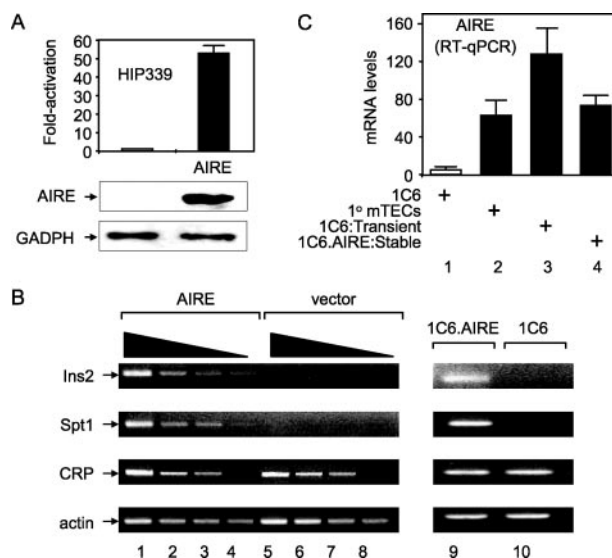 A
Fold-activation
60
50
40
30
20
10
0
HIP339
AIRE
AIRE
GADPH
C
mRNA levels
160
120
80
40
0
AIRE
(RT-qPCR)
1C6 +
1o mTECs +
1C6:Transient +
1C6.AIRE:Stable +
1 2 3 4
B
AIRE vector
1C6.AIRE 1C6
Ins2
Spt1
CRP
actin
1 2 3 4 5 6 7 8 9 10